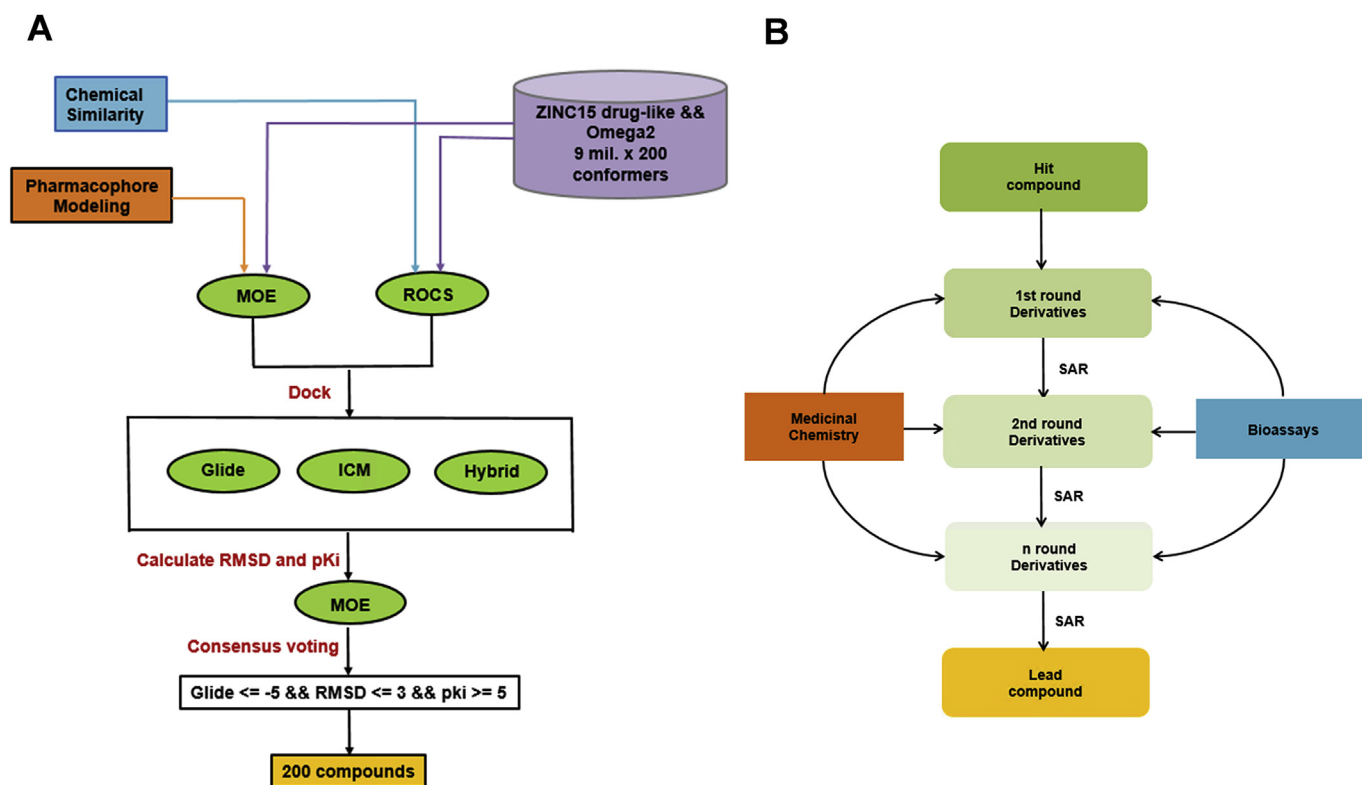 A
Chemical
Similarity
ZINC15 drug-like &&
Omega2
9 mil. x 200
conformers
Pharmacophore
Modeling
MOE
ROCS
Dock
Glide
ICM
Hybrid
Calculate RMSD and pKi
MOE
Consensus voting
Glide <= -5 && RMSD <= 3 && pki >= 5
200 compounds
B
Hit
compound
1st round
Derivatives
SAR
Medicinal
Chemistry
2nd round
Derivatives
Bioassays
SAR
n round
Derivatives
SAR
Lead
compound